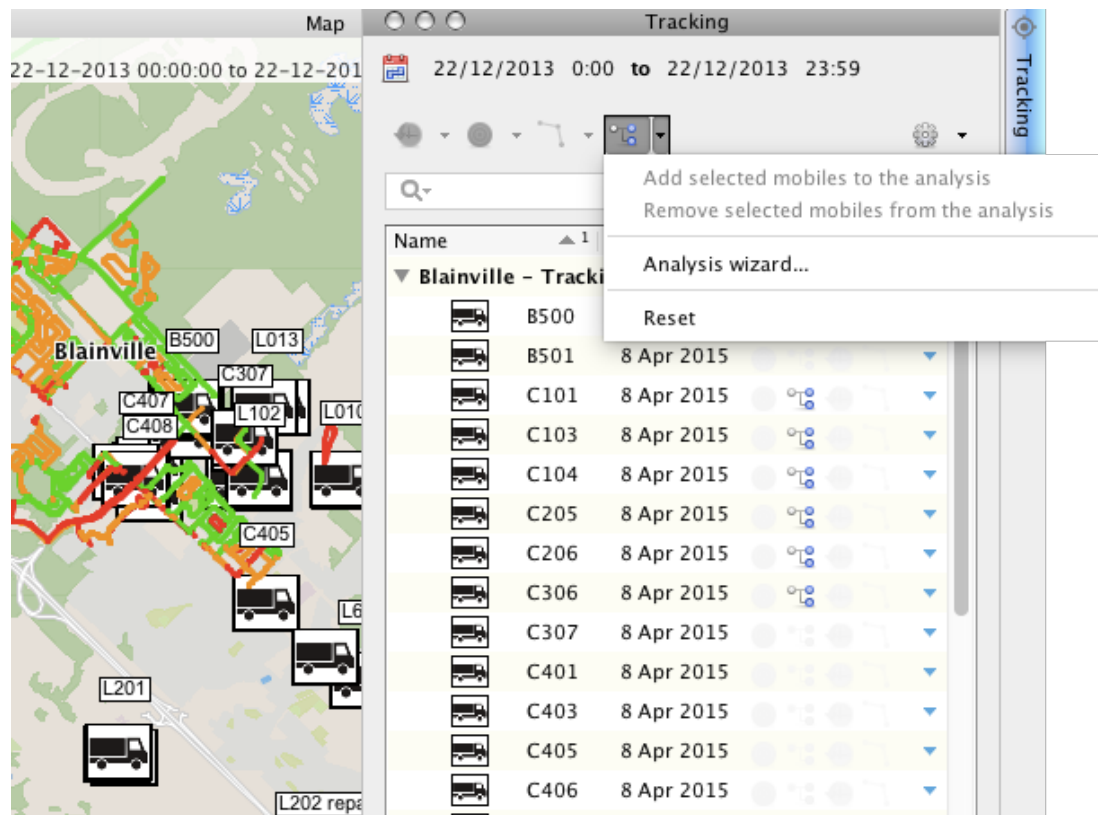 Map
22-12-2013 00:00:00 to 22-12-201
Blainville
B500
L013
C307
C407
L102
L010
C408
C405
L6
L201
L202 repa
Tracking
22/12/2013 0:00 to 22/12/2013 23:59
Add selected mobiles to the analysis
Remove selected mobiles from the analysis
Analysis wizard...
Reset
Name 1
Blainville - Tracki
B500
B501 8 Apr 2015
C101 8 Apr 2015
C103 8 Apr 2015
C104 8 Apr 2015
C205 8 Apr 2015
C206 8 Apr 2015
C306 8 Apr 2015
C307 8 Apr 2015
C401 8 Apr 2015
C403 8 Apr 2015
C405 8 Apr 2015
C406 8 Apr 2015
Tracking